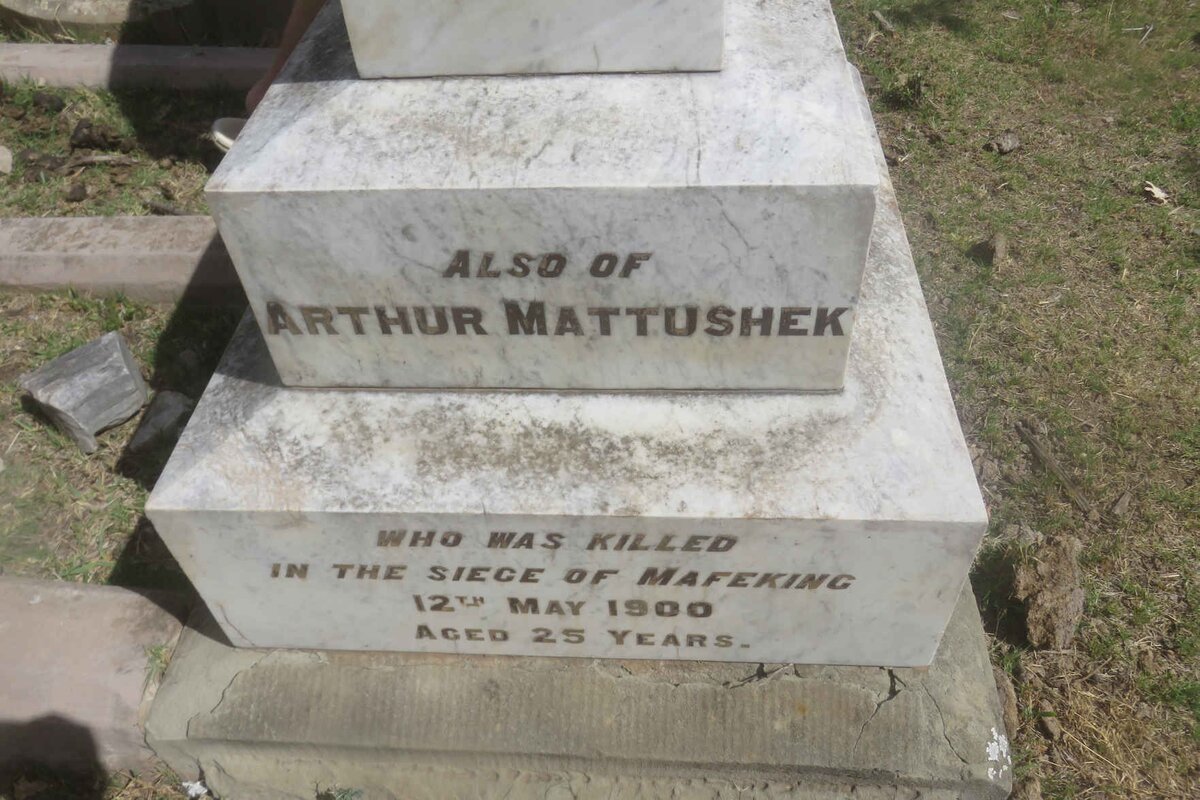 ALSO OF
ARTHUR MATTUSHEK
WHO WAS KILLED
IN THE SIEGE OF MAFEKING
12TH MAY 1900
AGED 25 YEARS.